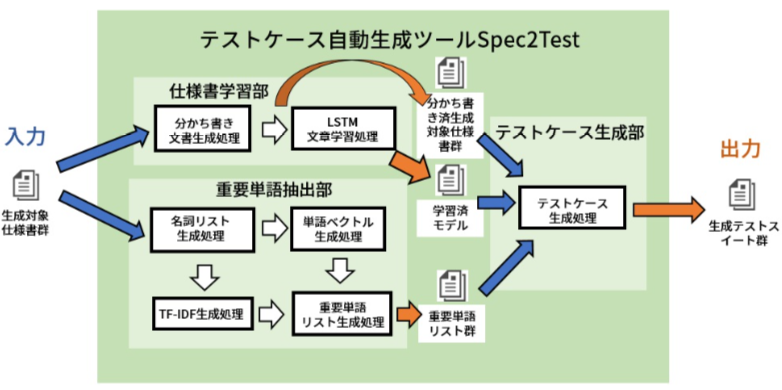 テストケース自動生成ツールSpec2Test
仕様書学習部
分かち書き
文書生成処理
LSTM
文章学習処理
分かち書
き済生成
対象仕様
書群
テストケース生成部
入力
出力
生成対象
仕様書群
重要単語抽出部
名詞リスト
生成処理
単語ベクトル
生成処理
学習済
モデル
テストケース
生成処理
生成テストス
イート群
TF-IDF生成処理
重要単語
リスト生成処理
重要単語
リスト群